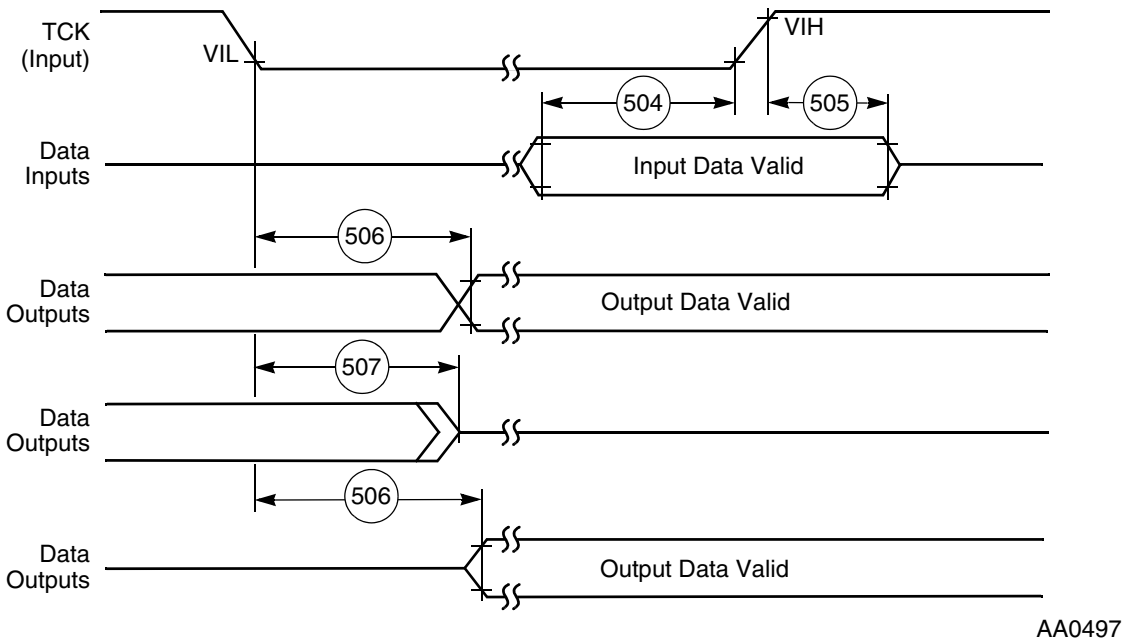 TCK
(Input)
VIL
VIH
504
505
Data
Inputs
Input Data Valid
506
Data
Outputs
Output Data Valid
507
Data
Outputs
506
Data
Outputs
Output Data Valid
AA0497